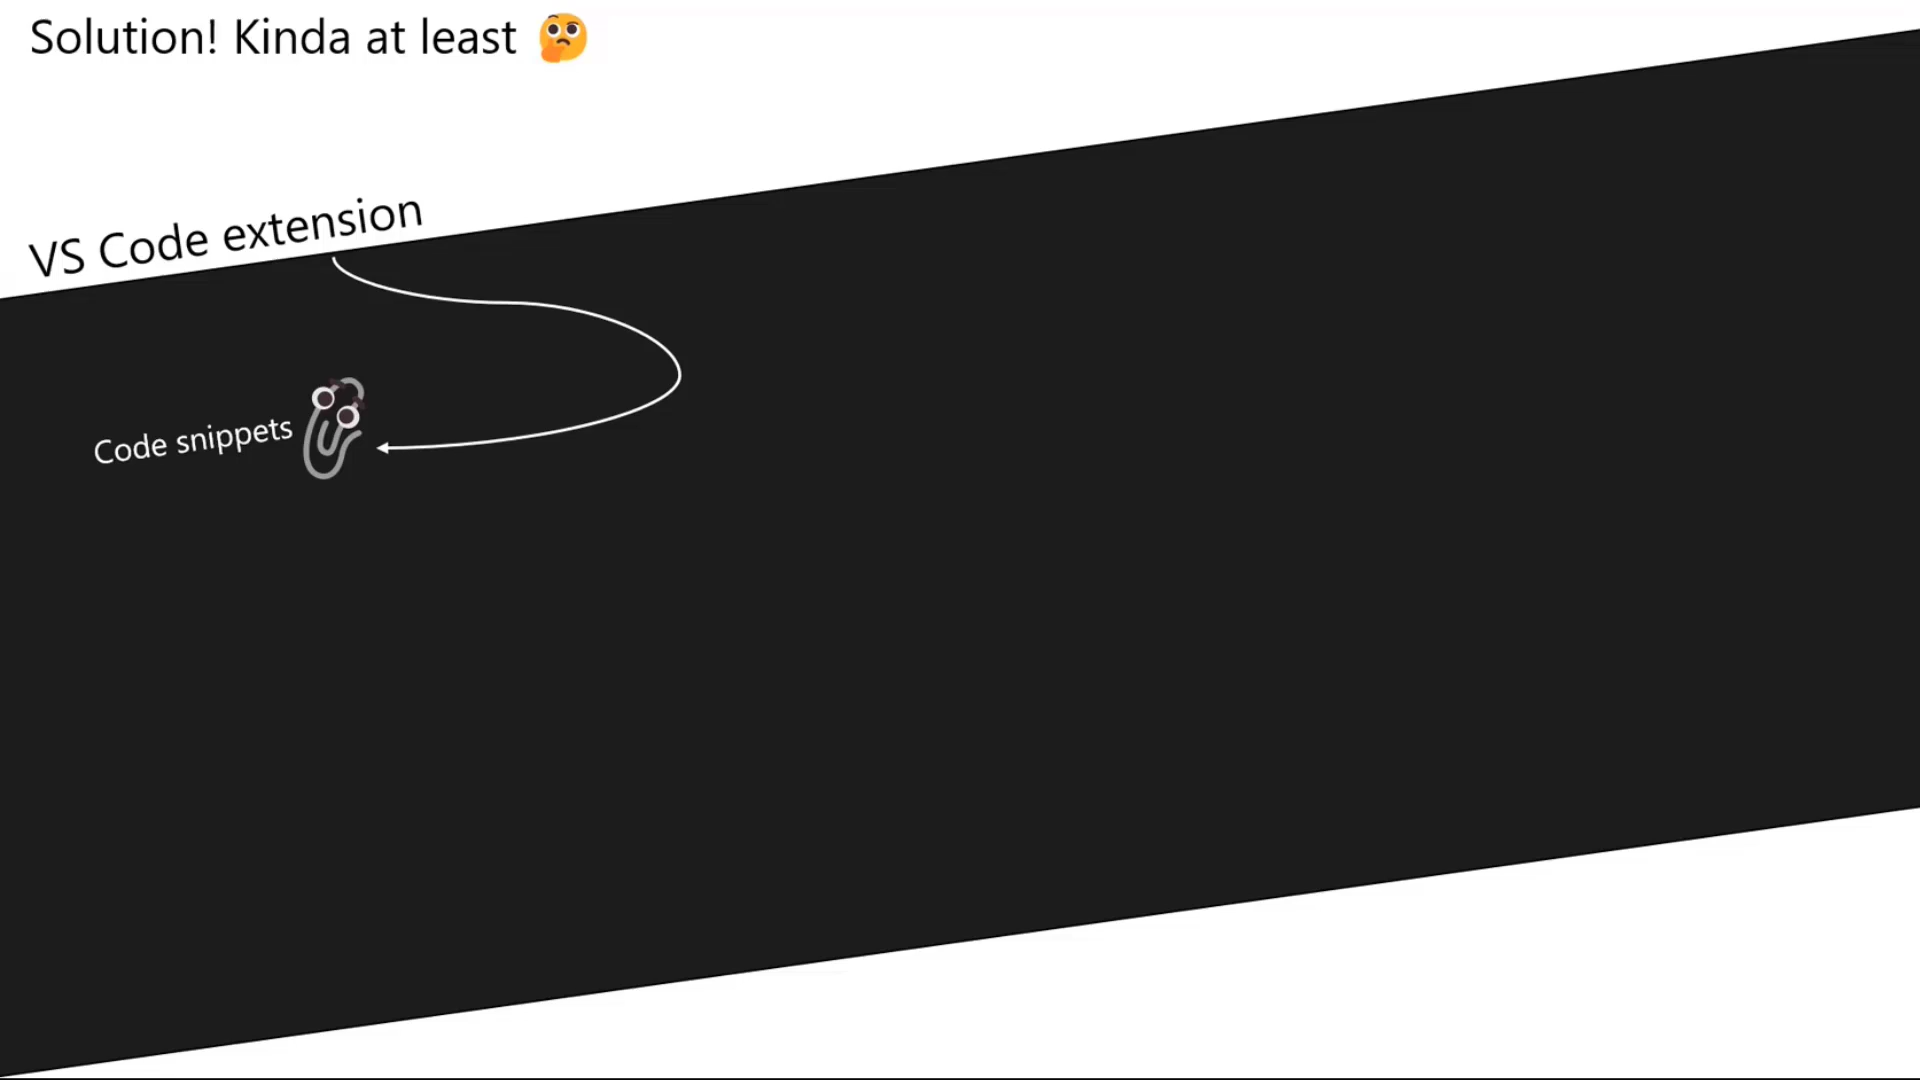 Solution! Kinda at least 🤔
VS Code extension
Code snippets